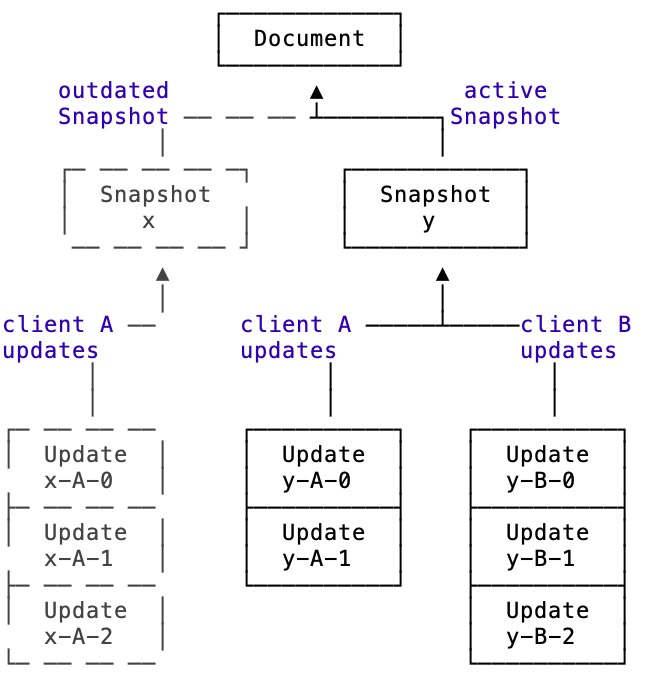 Document
outdated
Snapshot
active
Snapshot
Snapshot
x
Snapshot
y
client A
updates
client A
updates
client B
updates
Update
x-A-0
Update
x-A-1
Update
x-A-2
Update
y-A-0
Update
y-A-1
Update
y-B-0
Update
y-B-1
Update
y-B-2